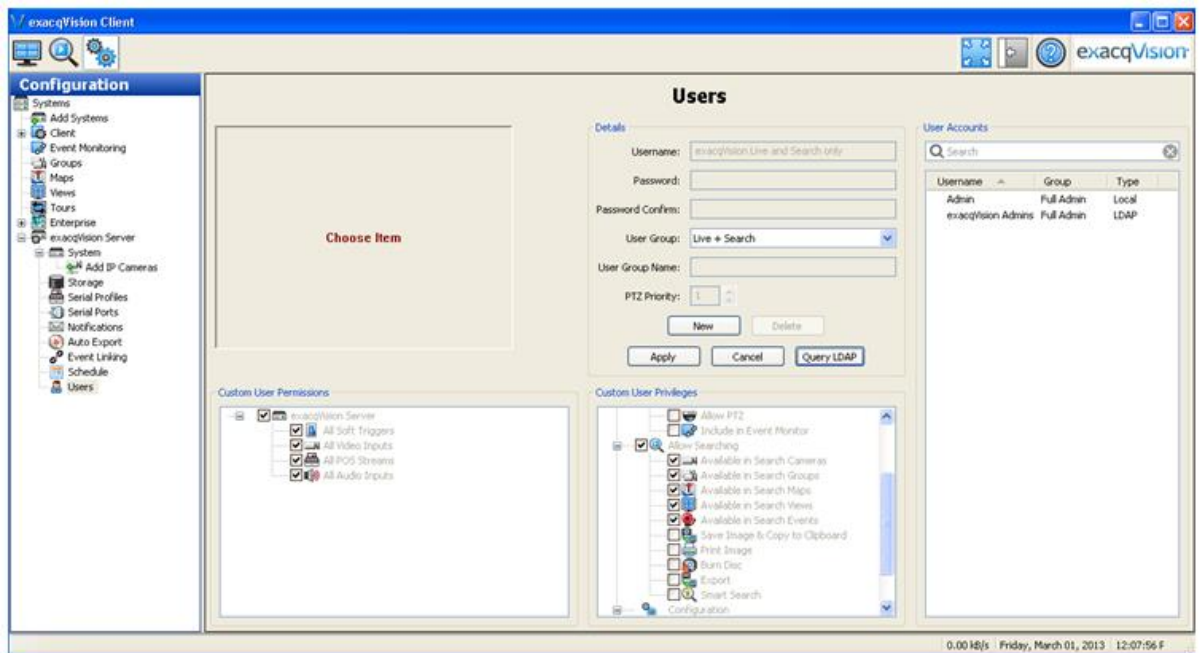 exacqVision Client
exacqVision
Configuration
Systems
Add Systems
Client
Event Monitoring
Groups
Maps
Views
Tours
Enterprise
exacqVision Server
System
Add IP Cameras
Storage
Serial Profiles
Serial Ports
Notifications
Auto Export
Event Linking
Schedule
Users
Users
Choose Item
Details
Username: exacqVision Live and Search only
Password:
Password Confirm:
User Group: Live + Search
User Group Name:
PTZ Priority: 1
New Delete
Apply Cancel Query LDAP
User Accounts
Search
Username Group Type
Admin Full Admin Local
exacqVision Admins Full Admin LDAP
Custom User Permissions
exacqVision Server
All Soft Triggers
All Video Inputs
All POS Streams
All Audio Inputs
Custom User Privileges
Allow PTZ
Include in Event Monitor
Allow Searching
Available in Search Cameras
Available in Search Groups
Available in Search Maps
Available in Search Views
Available in Search Events
Save Image & Copy to Clipboard
Print Image
Burn Disc
Export
Smart Search
Configuration
0.00 kB/s Friday, March 01, 2013 12:07:56